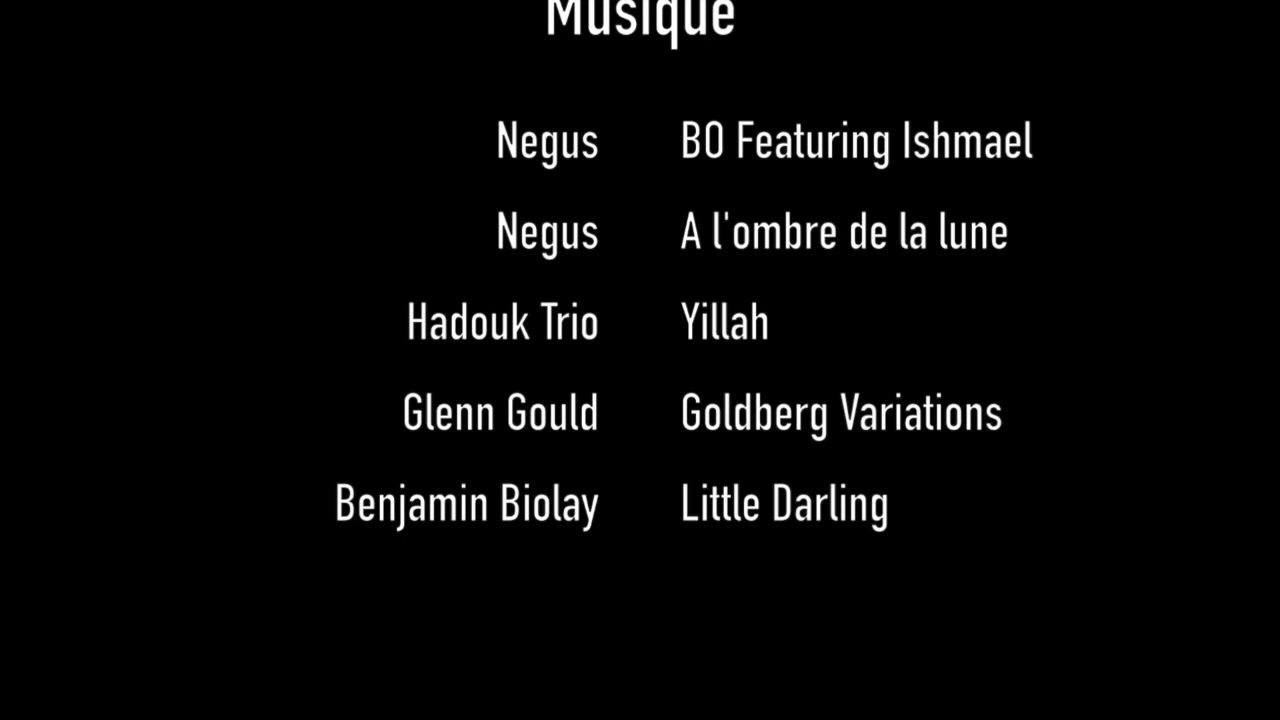 Musique
Negus BO Featuring Ishmael
Negus A l'ombre de la lune
Hadouk Trio Yillah
Glenn Gould Goldberg Variations
Benjamin Biolay Little Darling